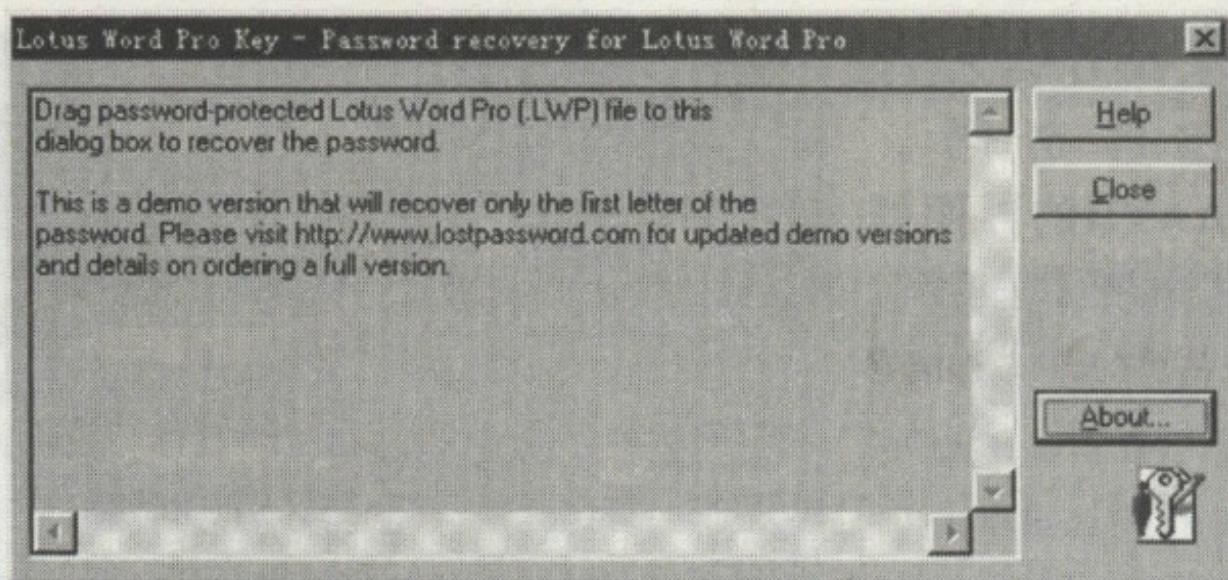 Lotus Word Pro Key - Password recovery for Lotus Word Pro
Drag password-protected Lotus Word Pro (.LWP) file to this
dialog box to recover the password.
This is a demo version that will recover only the first letter of the
password. Please visit http://www.lostpassword.com for updated demo versions
and details on ordering a full version.
Help
Close
About...